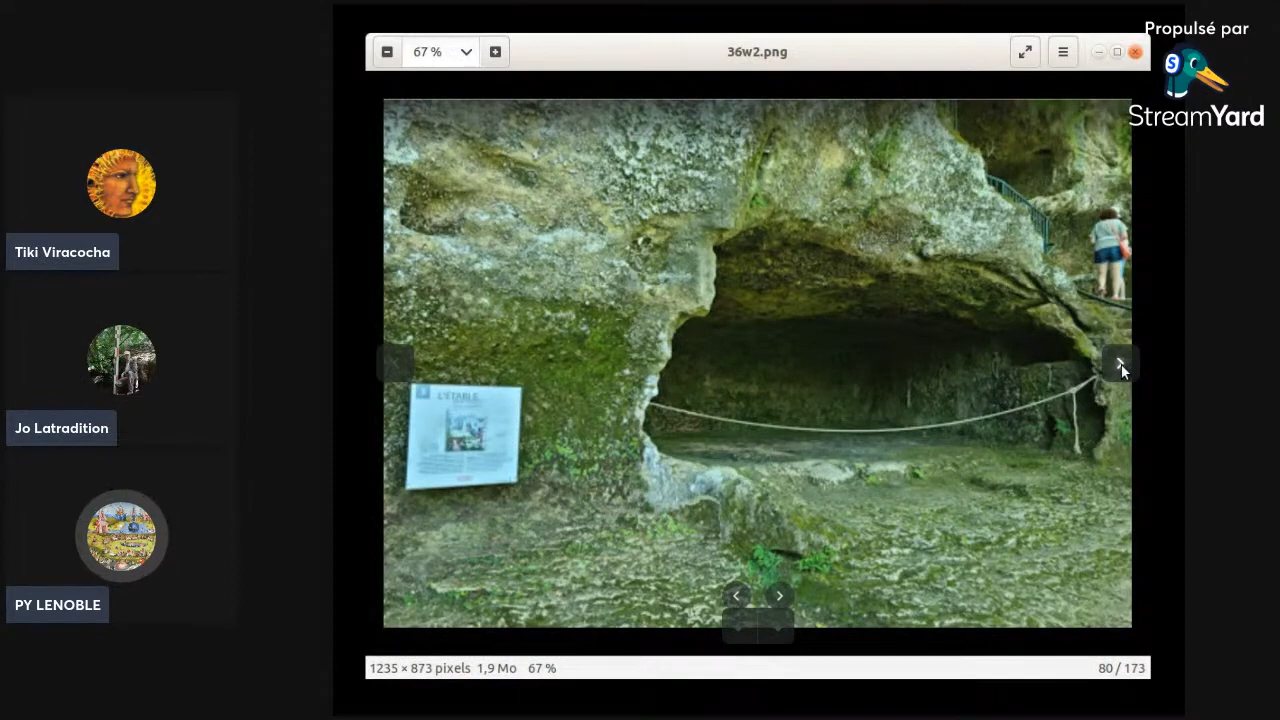 Propulsé par
StreamYard
67 %
36w2.png
Tiki Viracocha
Jo Latradition
PY LENOBLE
L'ÉTABLE
1235 × 873 pixels 1,9 Mo 67 %
80 / 173